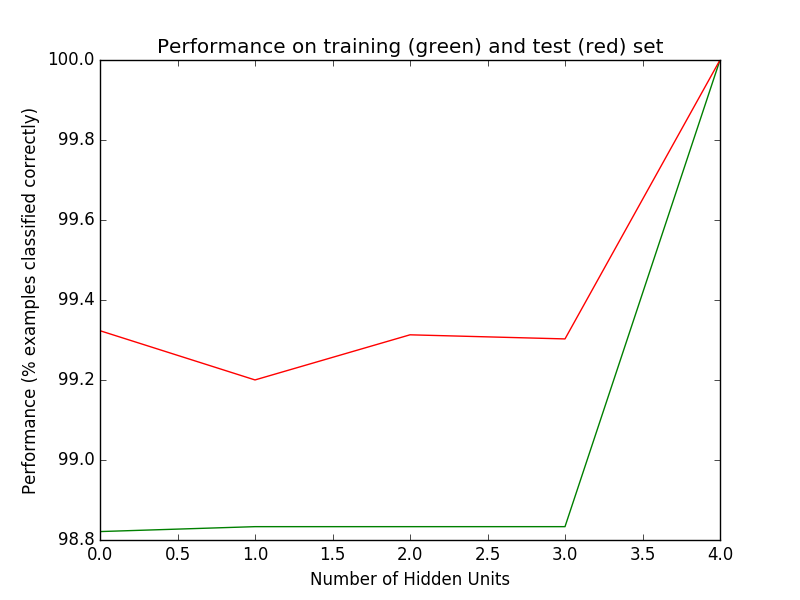 Performance on training (green) and test (red) set
100.0
99.8
99.6
99.4
99.2
99.0
98.8
Performance (% examples classified correctly)
0.0 0.5 1.0 1.5 2.0 2.5 3.0 3.5 4.0
Number of Hidden Units